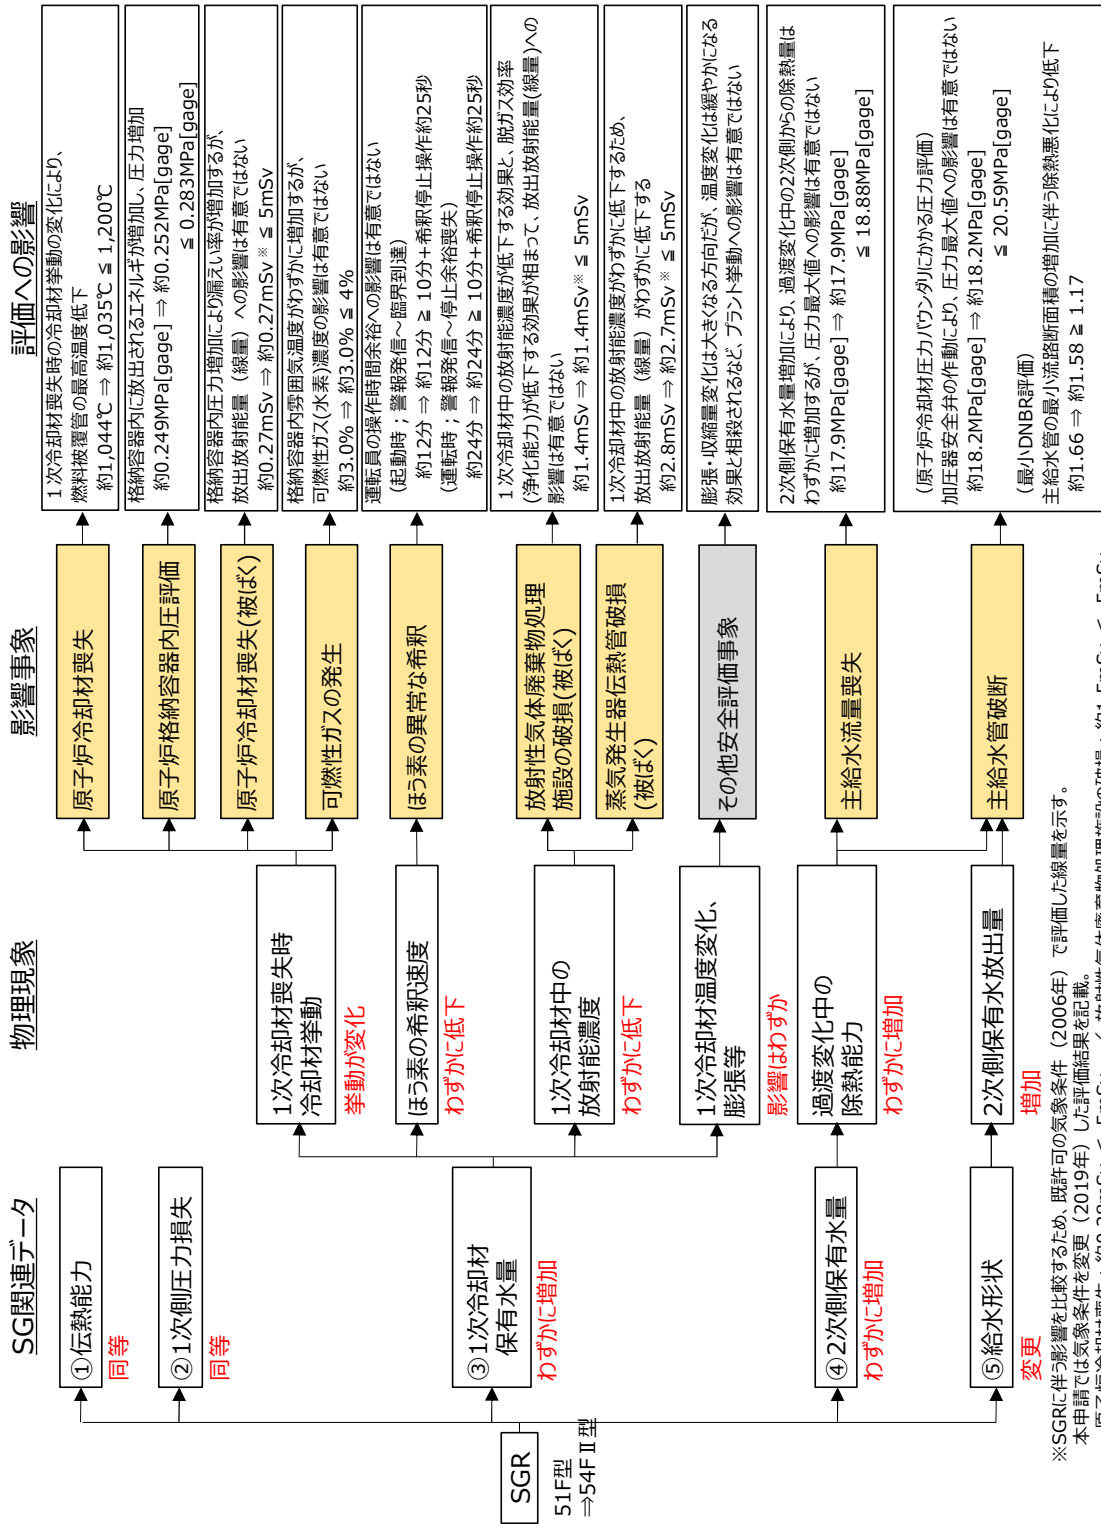 SG関連データ
物理現象
影響事象
評価への影響
SGR
51F型
⇒54FⅡ型
①伝熱能力
同等
②1次側圧力損失
同等
③1次冷却材
保有水量
わずかに増加
④2次側保有水量
わずかに増加
⑤給水形状
変更
1次冷却材喪失時
冷却材挙動
挙動が変化
ほう素の希釈速度
わずかに低下
1次冷却材中の
放射能濃度
わずかに低下
1次冷却材温度変化、
膨張等
影響はわずか
過渡変化中の
除熱能力
わずかに増加
2次側保有水放出量
増加
原子炉冷却材喪失
原子炉格納容器内圧評価
原子炉冷却材喪失(被ばく)
可燃性ガスの発生
ほう素の異常な希釈
放射性気体廃棄物処理
施設の破損(被ばく)
蒸気発生器伝熱管破損
(被ばく)
その他安全評価事象
主給水流量喪失
主給水管破断
1次冷却材喪失時の冷却材挙動の変化により、
燃料被覆管の最高温度低下
約1,044℃ ⇒ 約1,035℃ ≦ 1,200℃
格納容器内に放出されるエネルギが増加し、圧力増加
約0.249MPa[gage] ⇒ 約0.252MPa[gage]
≦ 0.283MPa[gage]
格納容器内圧力増加により漏えい率が増加するが、
放出放射能量（線量）への影響は有意ではない
約0.27mSv ⇒ 約0.27mSv※ ≦ 5mSv
格納容器内雰囲気温度がわずかに増加するが、
可燃性ガス(水素)濃度の影響は有意ではない
約3.0% ⇒ 約3.0% ≦ 4%
運転員の操作時間余裕への影響は有意ではない
(起動時；警報発信～臨界到達)
約12分 ⇒ 約12分 ≧ 10分+希釈停止操作約25秒
(運転時；警報発信～停止余裕喪失)
約24分 ⇒ 約24分 ≧ 10分+希釈停止操作約25秒
1次冷却材中の放射能濃度が低下する効果と、脱ガス効率
(浄化能力)が低下する効果が相まって、放出放射能量(線量)への
影響は有意ではない
約1.4mSv ⇒ 約1.4mSv※ ≦ 5mSv
1次冷却材中の放射能濃度がわずかに低下するため、
放出放射能量（線量）がわずかに低下する
約2.8mSv ⇒ 約2.7mSv※ ≦ 5mSv
膨張・収縮量変化は大きくなる方向だが、温度変化は緩やかになる
効果と相殺されるなど、プラント挙動への影響は有意ではない
2次側保有水量増加により、過渡変化中の2次側からの除熱量は
わずかに増加するが、圧力最大値への影響は有意ではない
約17.9MPa[gage] ⇒ 約17.9MPa[gage]
≦ 18.88MPa[gage]
(原子炉冷却材圧力バウンダリにかかる圧力評価)
加圧器安全弁の作動により、圧力最大値への影響は有意ではない
約18.2MPa[gage] ⇒ 約18.2MPa[gage]
≦ 20.59MPa[gage]
(最小DNBR評価)
主給水管の最小流路断面積の増加に伴う除熱悪化により低下
約1.66 ⇒ 約1.58 ≧ 1.17
※SGRに伴う影響を比較するため、既許可の気象条件（2006年）で評価した線量を示す。
本申請では気象条件を変更（2019年）した評価結果を記載。